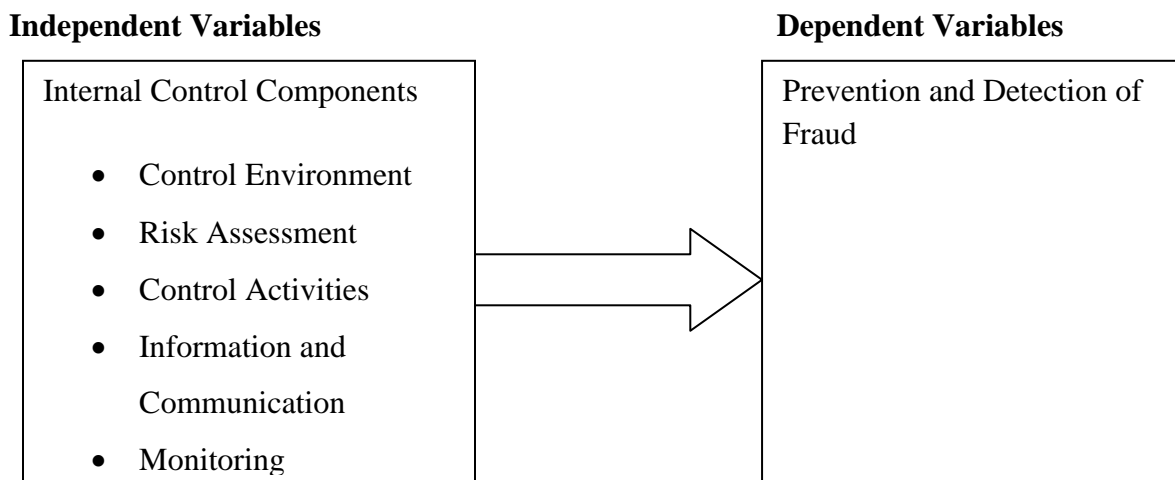 Independent Variables
Dependent Variables
Internal Control Components
• Control Environment
• Risk Assessment
• Control Activities
• Information and
Communication
• Monitoring
Prevention and Detection of
Fraud